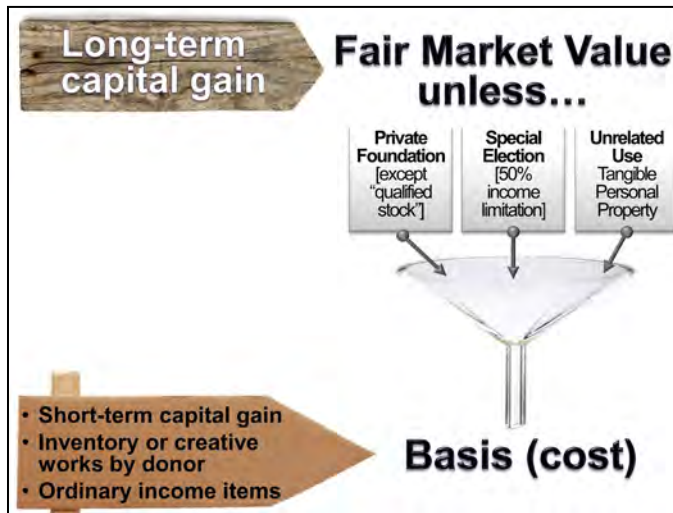 Long-term
capital gain
Fair Market Value
unless…
Private
Foundation
[except
“qualified
stock”]
Special
Election
[50%
income
limitation]
Unrelated
Use
Tangible
Personal
Property
• Short-term capital gain
• Inventory or creative
works by donor
• Ordinary income items
Basis (cost)